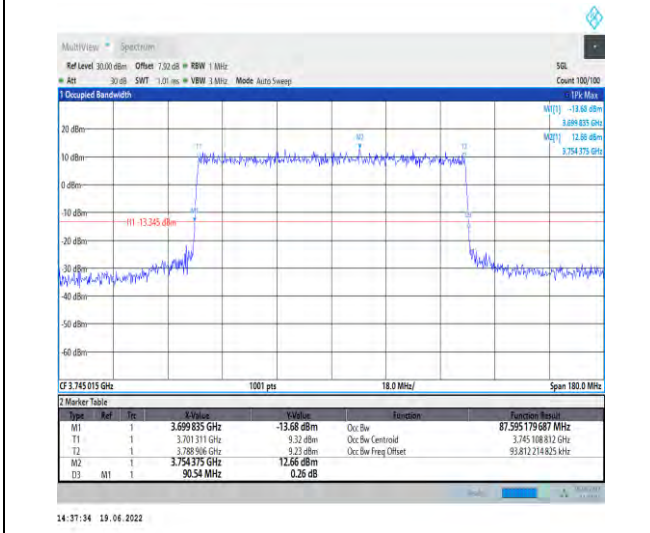 MultiView Spectrum
Ref Level 30.00 dBm Offset 7.92 dB RBW 1 MHz SGL
Att 30 dB SWT 1.01 ms VBW 3 MHz Mode Auto Sweep Count 100/100
1 Occupied Bandwidth 1Pk Max
M1[1] -13.68 dBm
3.699 835 GHz
M2[1] 12.66 dBm
3.754 375 GHz
20 dBm
M2
T1 T2
10 dBm
0 dBm
-10 dBm
M1
H1 -13.345 dBm
-20 dBm
-30 dBm
-40 dBm
-50 dBm
-60 dBm
CF 3.745 015 GHz 1001 pts 18.0 MHz/ Span 180.0 MHz
2 Marker Table
Type Ref Trc X-Value Y-Value Function Function Result
M1 1 3.699 835 GHz -13.68 dBm Occ Bw 87.595 179 687 MHz
T1 1 3.701 311 GHz 9.32 dBm Occ Bw Centroid 3.745 108 812 GHz
T2 1 3.788 906 GHz 9.23 dBm Occ Bw Freq Offset 93.812 214 825 kHz
M2 1 3.754 375 GHz 12.66 dBm
D3 M1 1 90.54 MHz 0.26 dB
14:37:34 19.06.2022